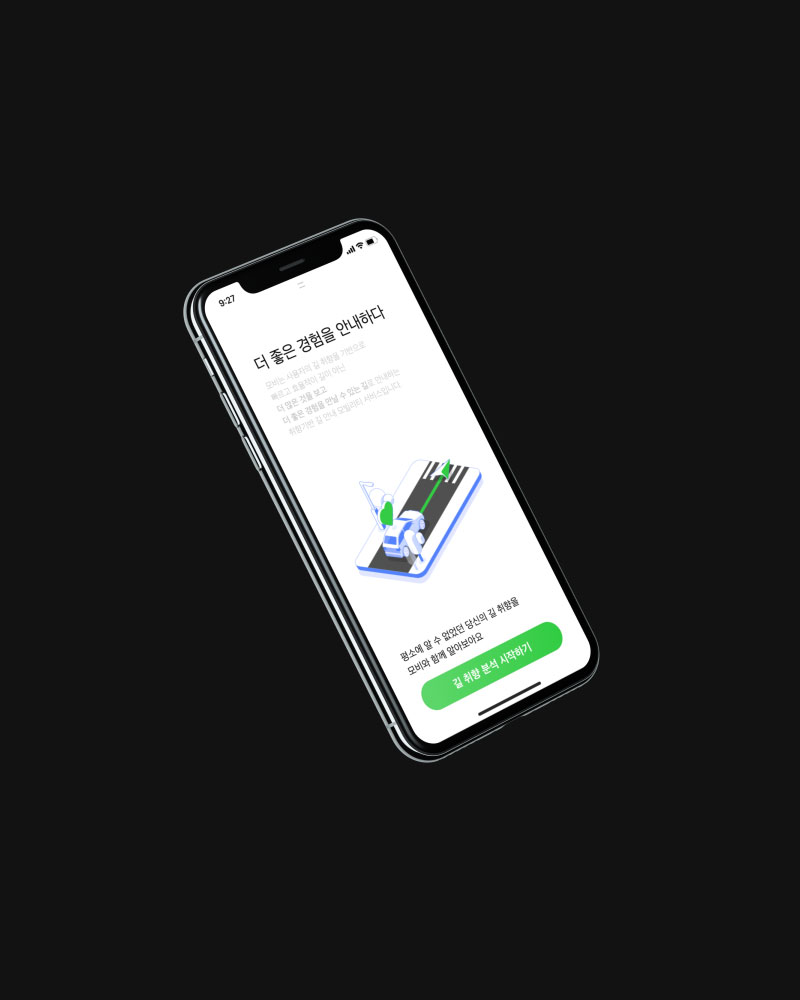 9:27
더 좋은 경험을 안내하다
모비는 사용자의 길 취향을 기반으로
빠르고 효율적이 길이 아닌
더 많은 것을 보고
더 좋은 경험을 만날 수 있는 길로 안내하는
취향기반 길 안내 모빌리티 서비스입니다.
평소에 알 수 없었던 당신의 길 취향을
모비와 함께 알아보아요
길 취향 분석 시작하기